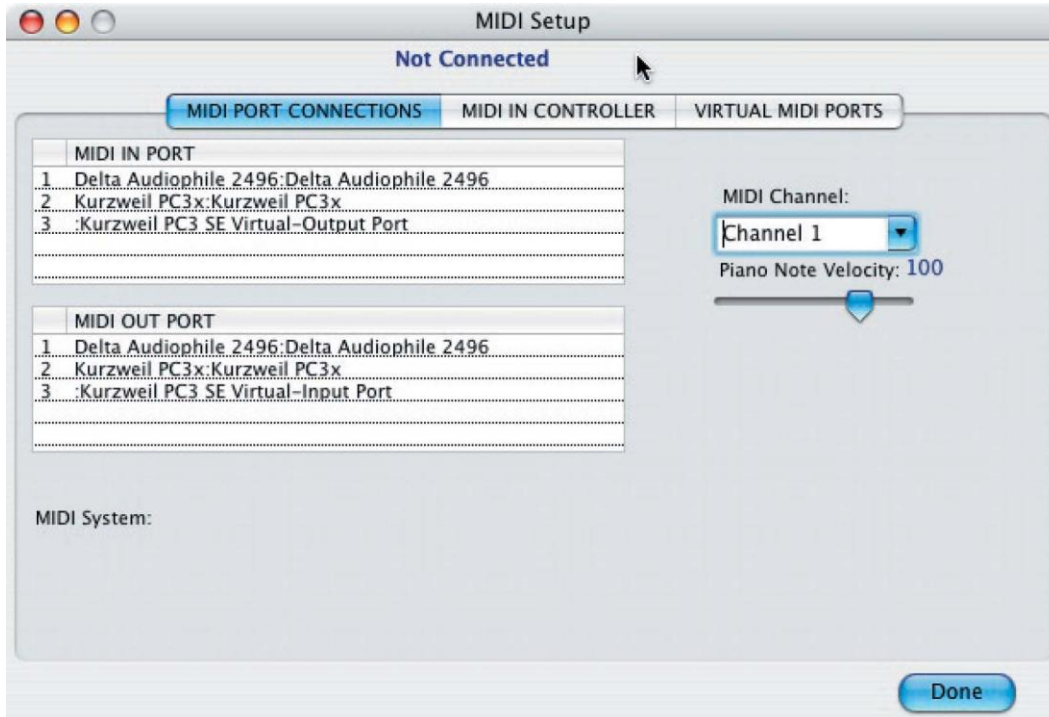 MIDI Setup
Not Connected
MIDI PORT CONNECTIONS
MIDI IN CONTROLLER
VIRTUAL MIDI PORTS
MIDI IN PORT
1 Delta Audiophile 2496:Delta Audiophile 2496
2 Kurzweil PC3x:Kurzweil PC3x
3 :Kurzweil PC3 SE Virtual-Output Port
MIDI Channel:
Channel 1
Piano Note Velocity: 100
MIDI OUT PORT
1 Delta Audiophile 2496:Delta Audiophile 2496
2 Kurzweil PC3x:Kurzweil PC3x
3 :Kurzweil PC3 SE Virtual-Input Port
MIDI System:
Done